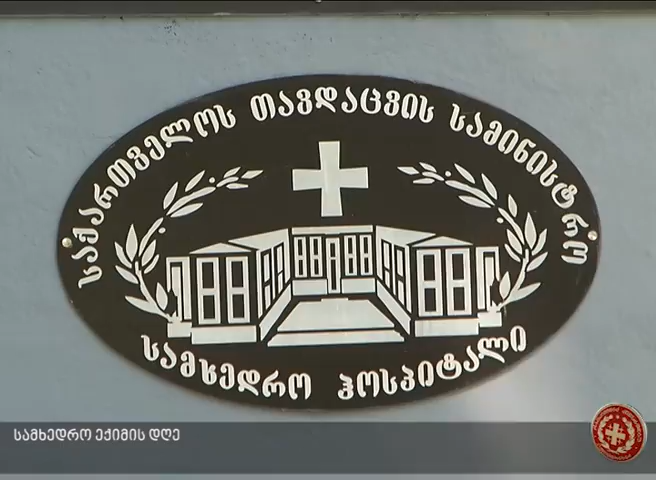 საქართველოს თავდაცვის სამინისტრო
სამხედრო ჰოსპიტალი
სამხედრო ექიმის დღე